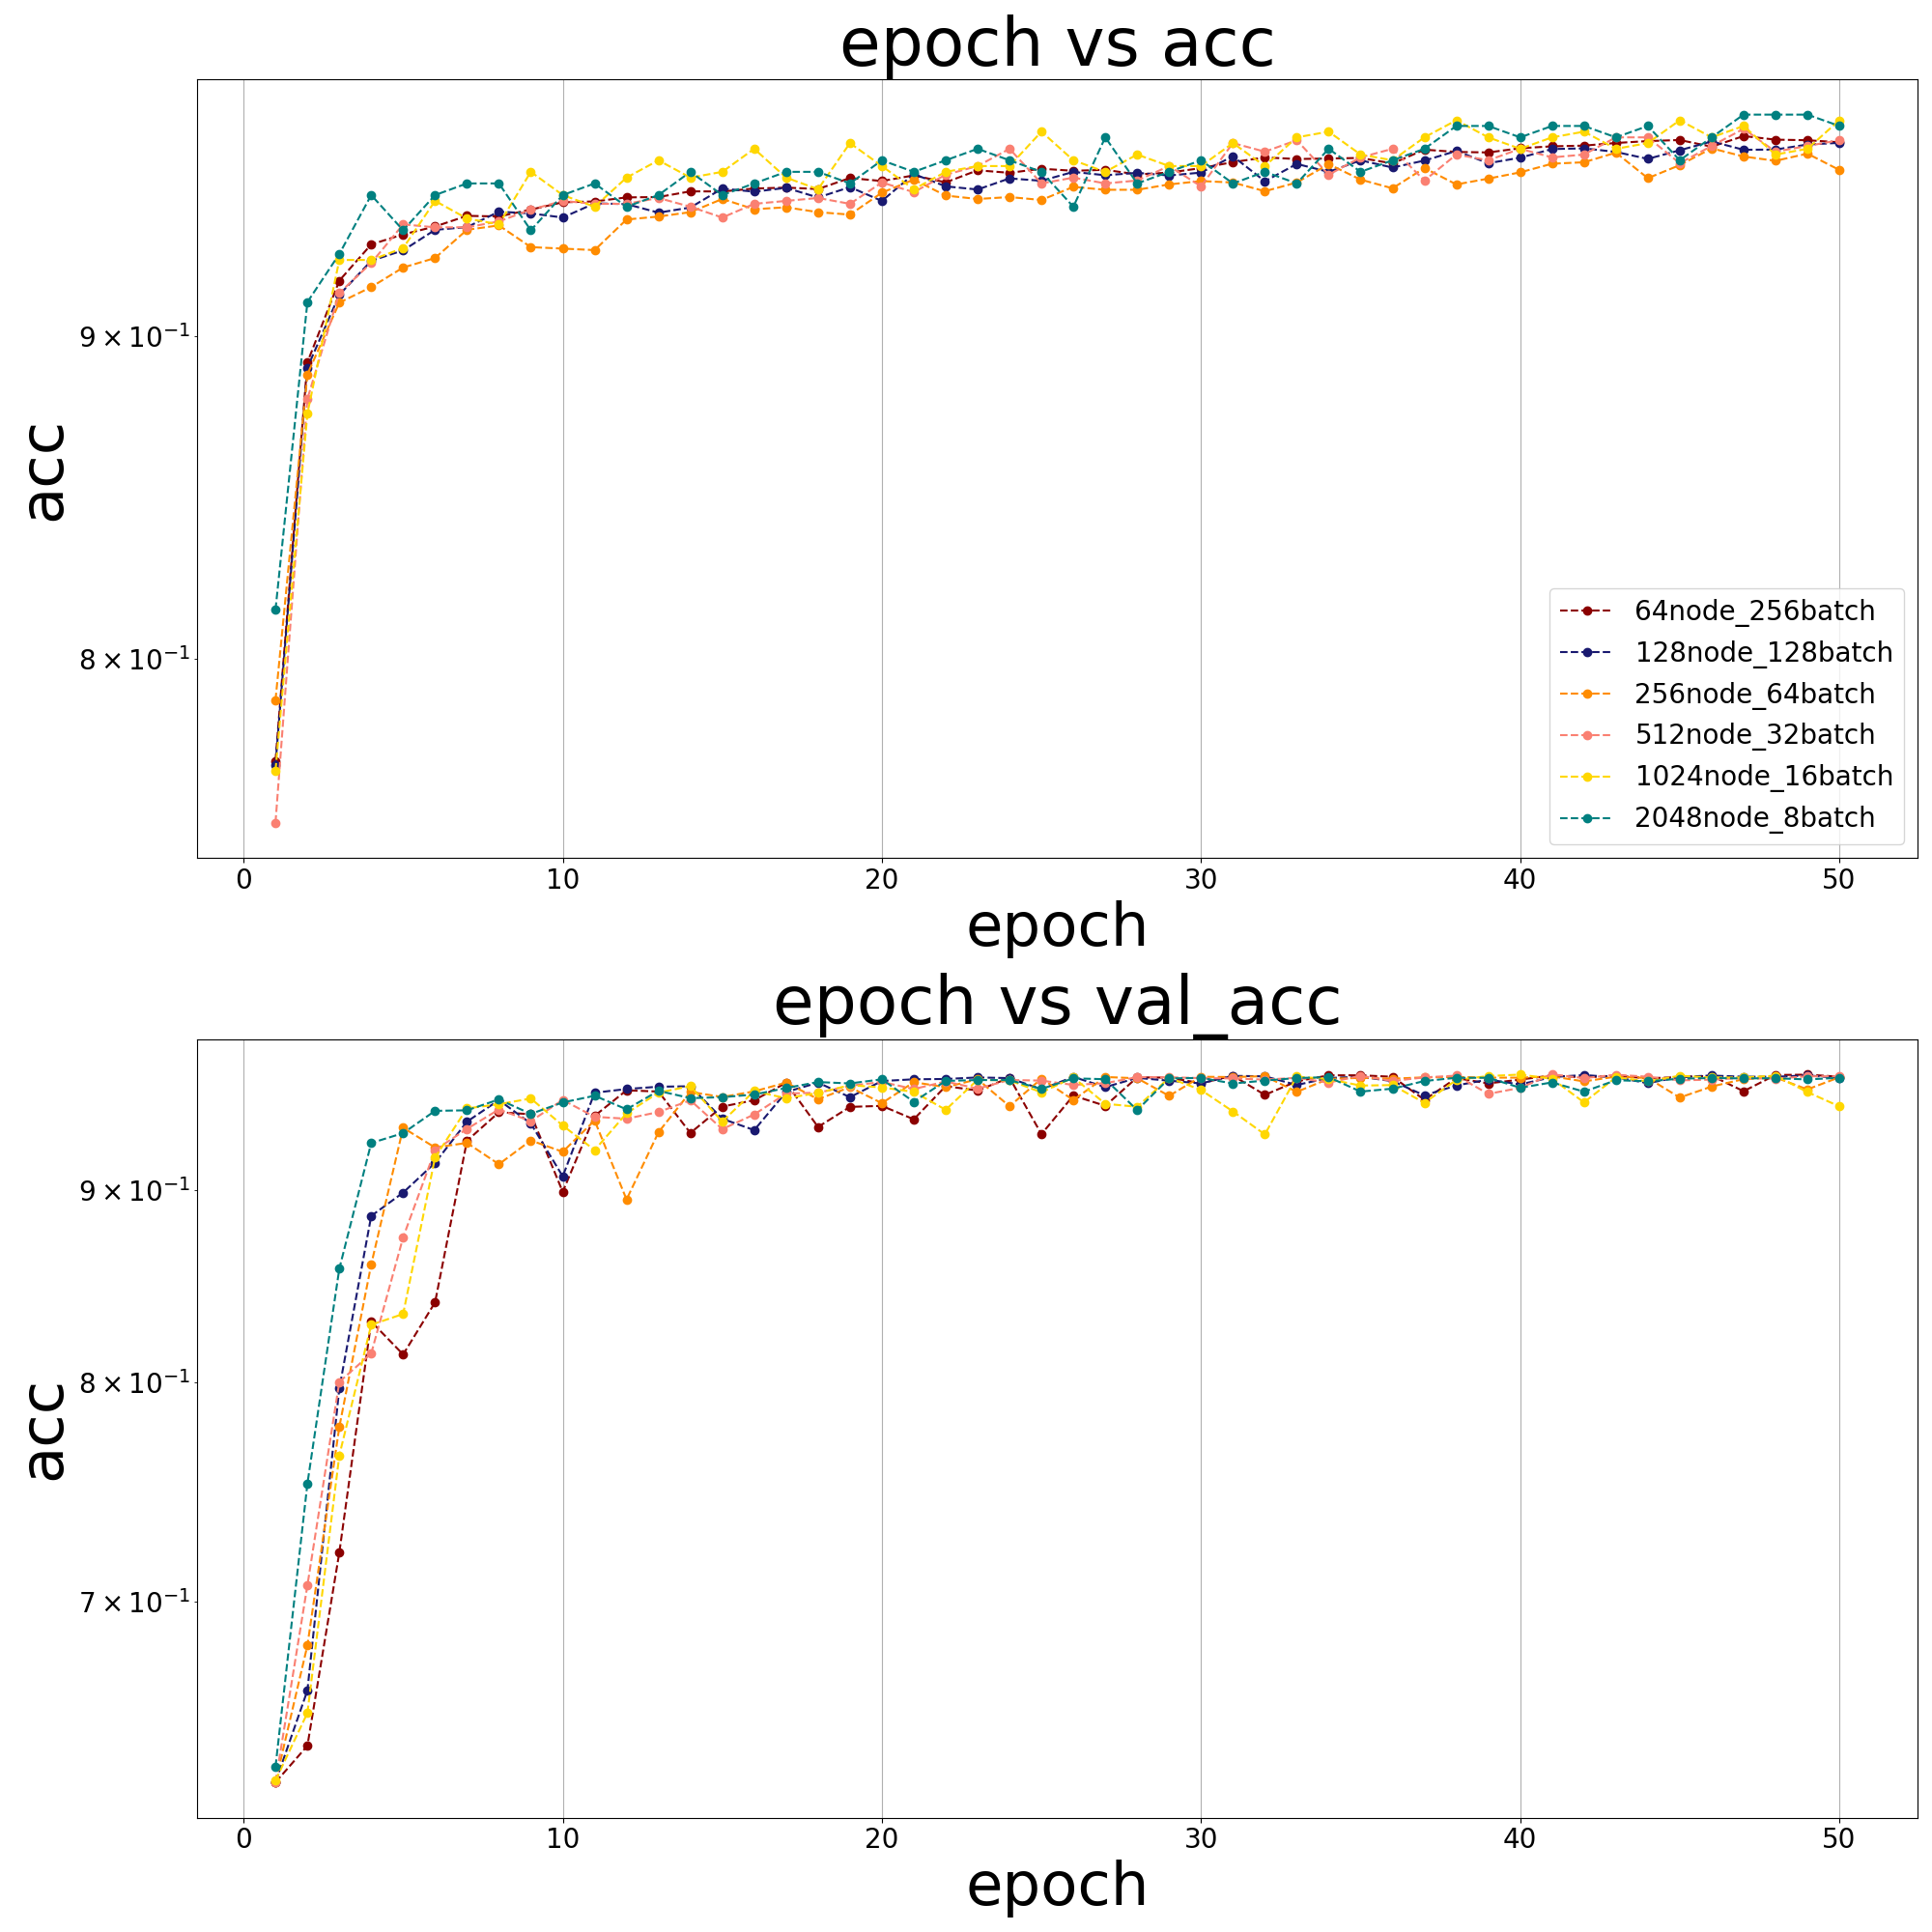 epoch vs acc
acc
9 × 10⁻¹
8 × 10⁻¹
64node_256batch
128node_128batch
256node_64batch
512node_32batch
1024node_16batch
2048node_8batch
0 10 20 30 40 50
epoch
epoch vs val_acc
acc
9 × 10⁻¹
8 × 10⁻¹
7 × 10⁻¹
0 10 20 30 40 50
epoch